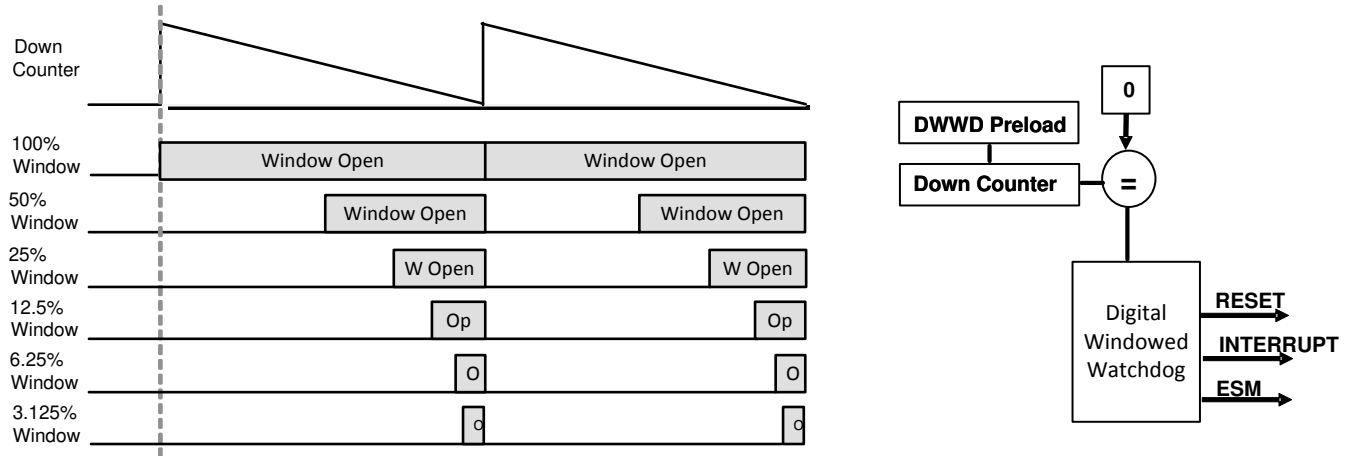 Down
Counter
100%
Window
Window Open
Window Open
50%
Window
Window Open
Window Open
25%
Window
W Open
W Open
12.5%
Window
Op
Op
6.25%
Window
O
O
3.125%
Window
O
O
0
DWWD Preload
Down Counter
=
Digital
Windowed
Watchdog
RESET
INTERRUPT
ESM